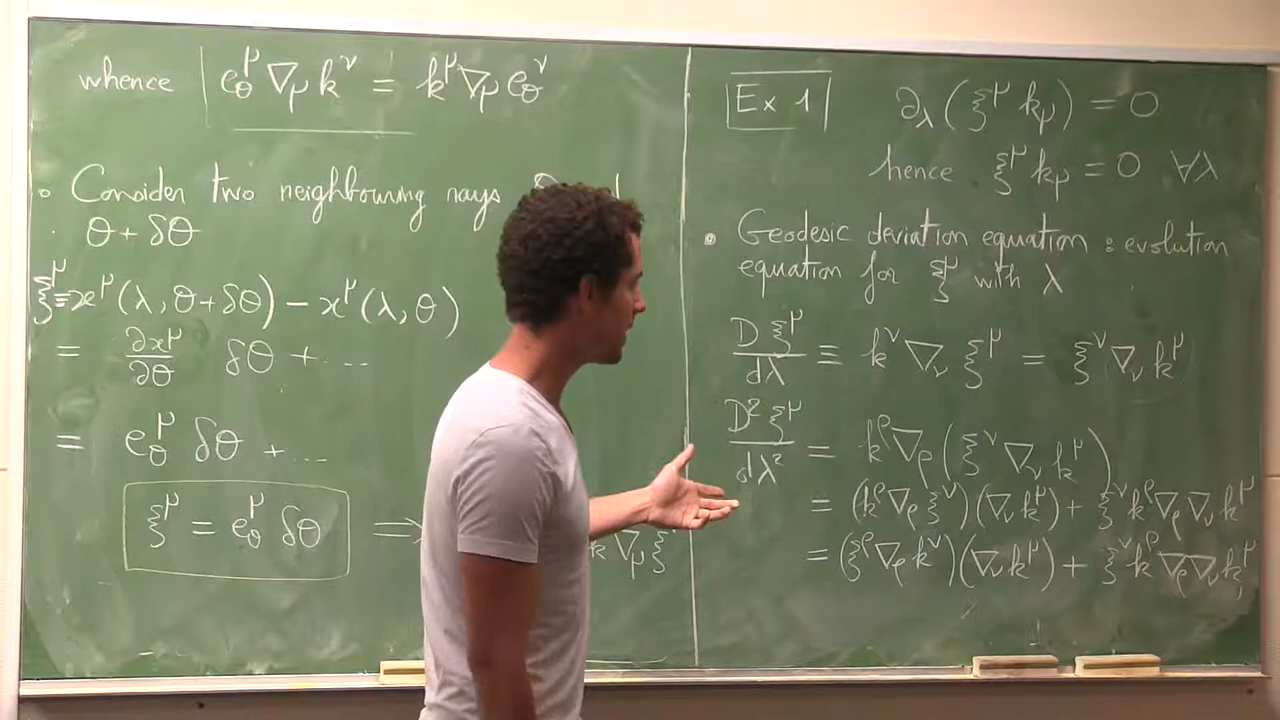 whence e_θ^μ ∇_μ k^ν = k^μ ∇_μ e_θ^ν
• Consider two neighbouring rays
θ + δθ
ξ^μ ≡ x^μ(λ, θ+δθ) − x^μ(λ, θ)
= ∂x^μ/∂θ δθ + ...
= e_θ^μ δθ + ...
ξ^μ = e_θ^μ δθ ⇒
k ∇_μ ξ
Ex 1 ∂_λ(ξ^μ k_μ) = 0
hence ξ^μ k_μ = 0 ∀λ
• Geodesic deviation equation : evolution
equation for ξ^μ with λ
Dξ^μ/dλ ≡ k^ν ∇_ν ξ^μ = ξ^ν ∇_ν k^μ
D²ξ^μ/dλ² = k^ρ ∇_ρ (ξ^ν ∇_ν k^μ)
= (k^ρ ∇_ρ ξ^ν)(∇_ν k^μ) + ξ^ν k^ρ ∇_ρ ∇_ν k^μ
= (ξ^ρ ∇_ρ k^ν)(∇_ν k^μ) + ξ^ν k^ρ ∇_ρ ∇_ν k^μ